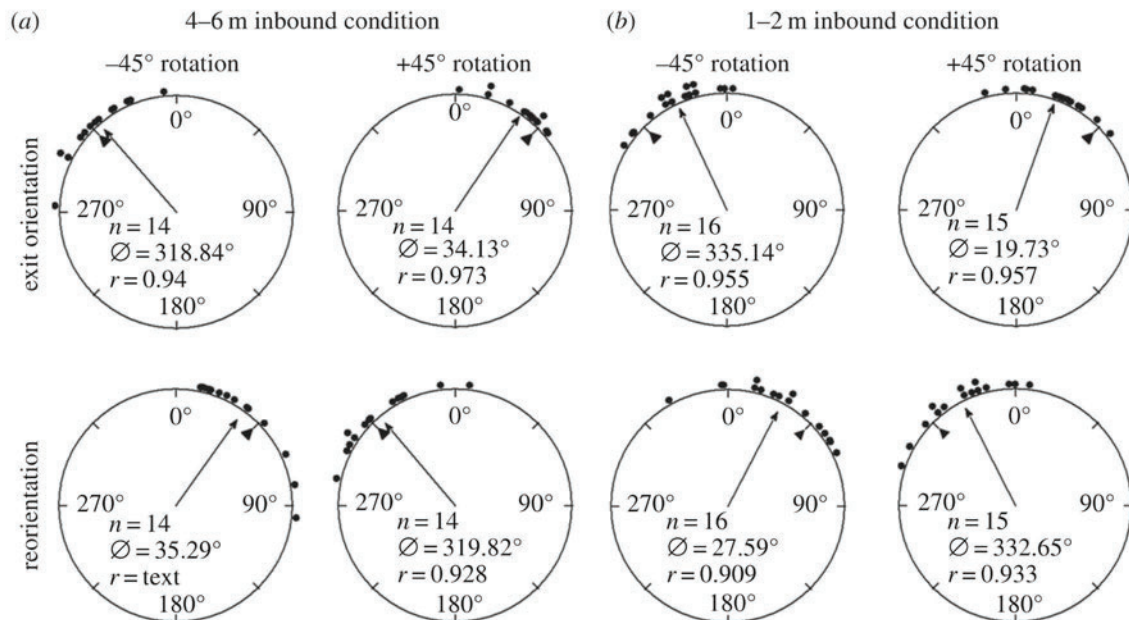 (a) 4–6 m inbound condition (b) 1–2 m inbound condition
–45° rotation +45° rotation –45° rotation +45° rotation
exit orientation
0°
270° 90°
n = 14
∅ = 318.84°
r = 0.94
180°
0°
270° 90°
n = 14
∅ = 34.13°
r = 0.973
180°
0°
270° 90°
n = 16
∅ = 335.14°
r = 0.955
180°
0°
270° 90°
n = 15
∅ = 19.73°
r = 0.957
180°
reorientation
0°
270° 90°
n = 14
∅ = 35.29°
r = text
180°
0°
270° 90°
n = 14
∅ = 319.82°
r = 0.928
180°
0°
270° 90°
n = 16
∅ = 27.59°
r = 0.909
180°
0°
270° 90°
n = 15
∅ = 332.65°
r = 0.933
180°